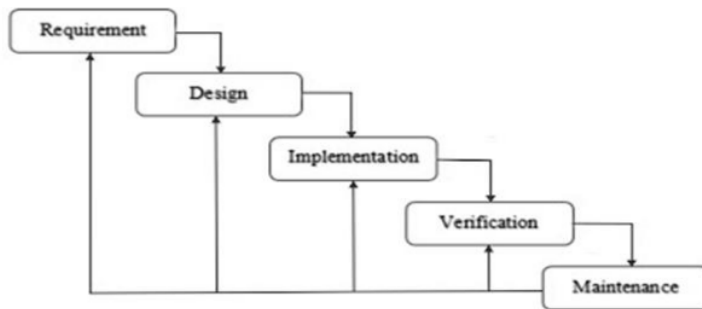 Requirement
Design
Implementation
Verification
Maintenance